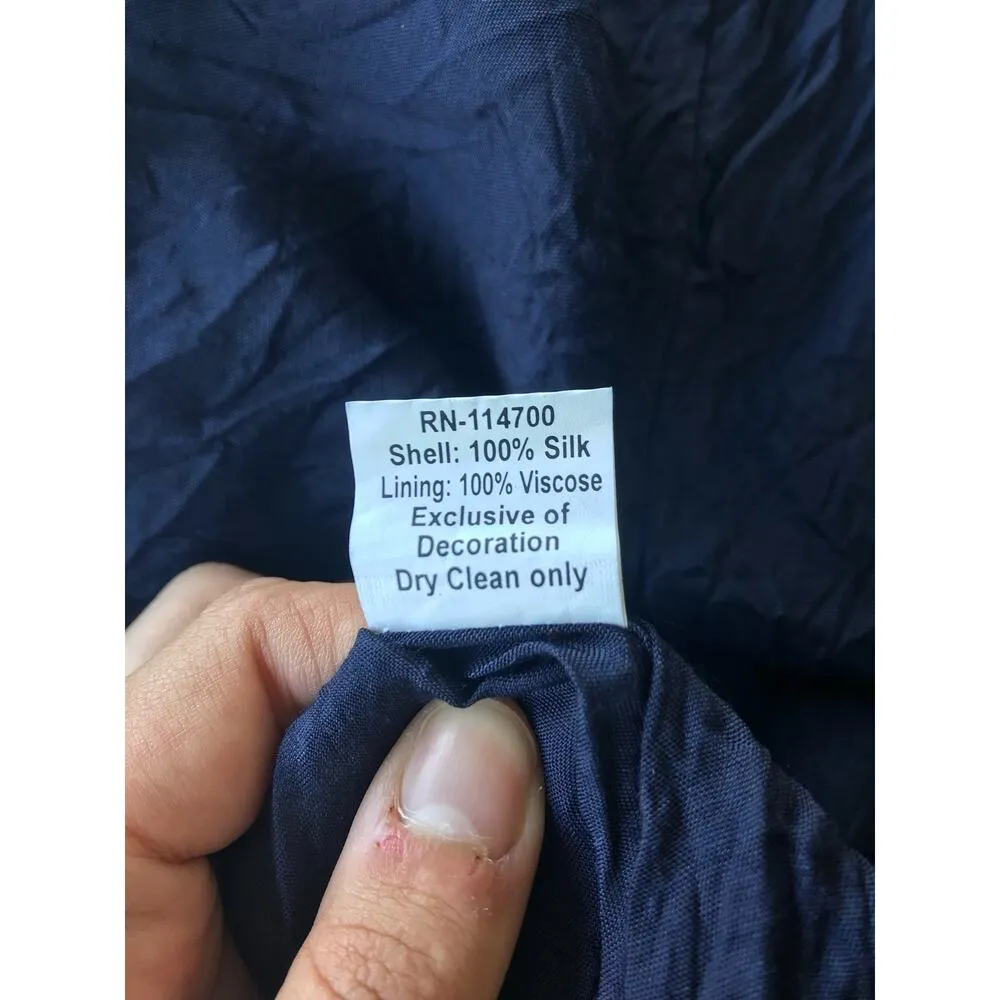 RN-114700
Shell: 100% Silk
Lining: 100% Viscose
Exclusive of
Decoration
Dry Clean only